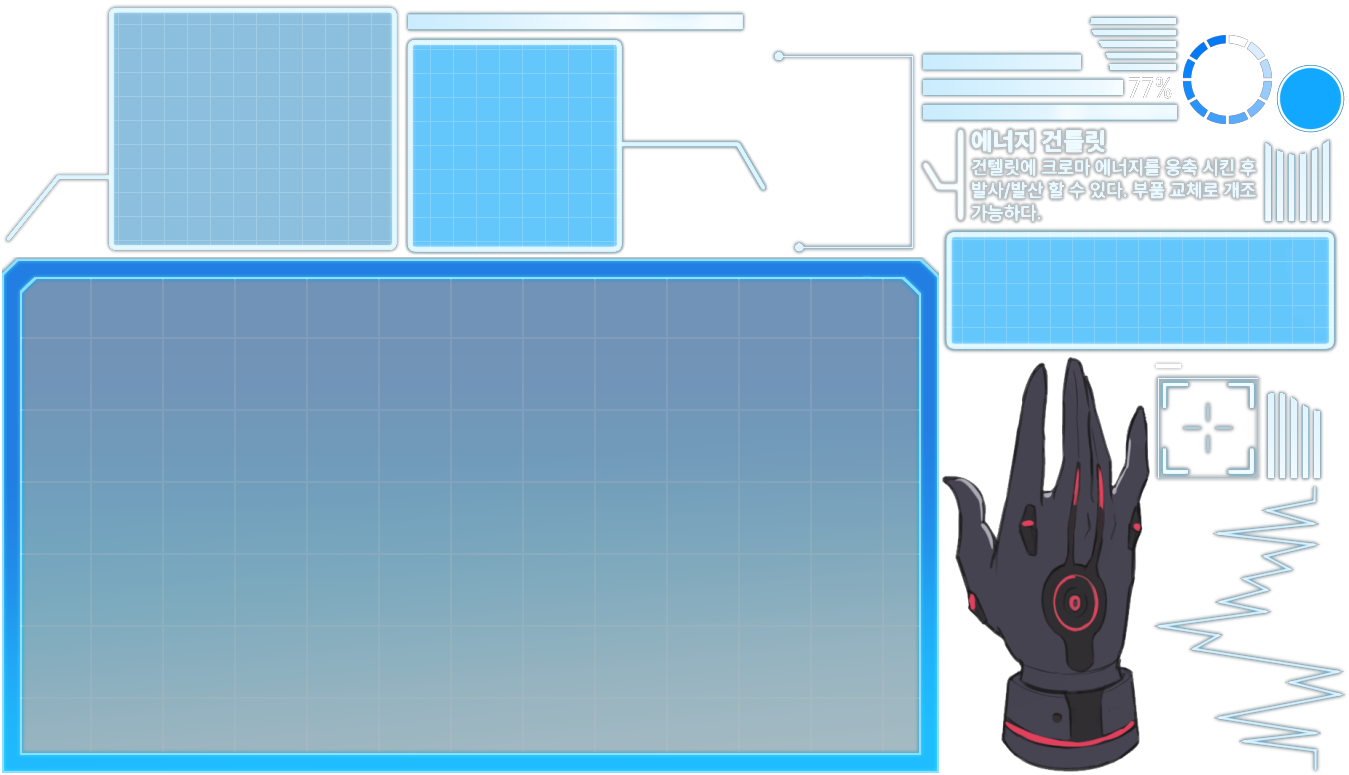 77%
에너지 건틀릿
건텔릿에 크로마 에너지를 응축 시킨 후
발사/발산 할 수 있다. 부품 교체로 개조
가능하다.